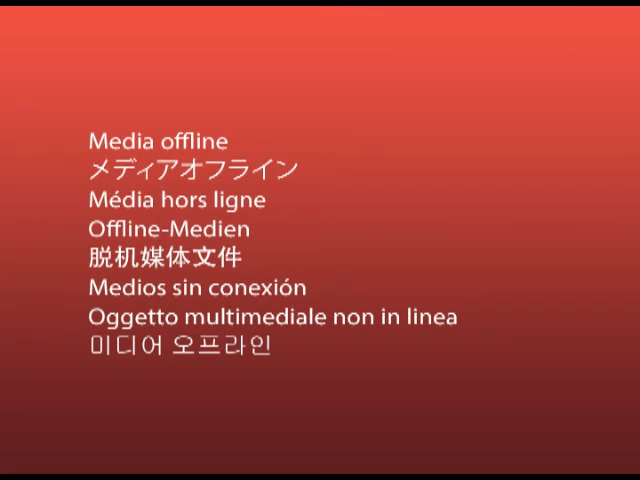 Media offline
メディアオフライン
Média hors ligne
Offline-Medien
脱机媒体文件
Medios sin conexión
Oggetto multimediale non in linea
미디어 오프라인